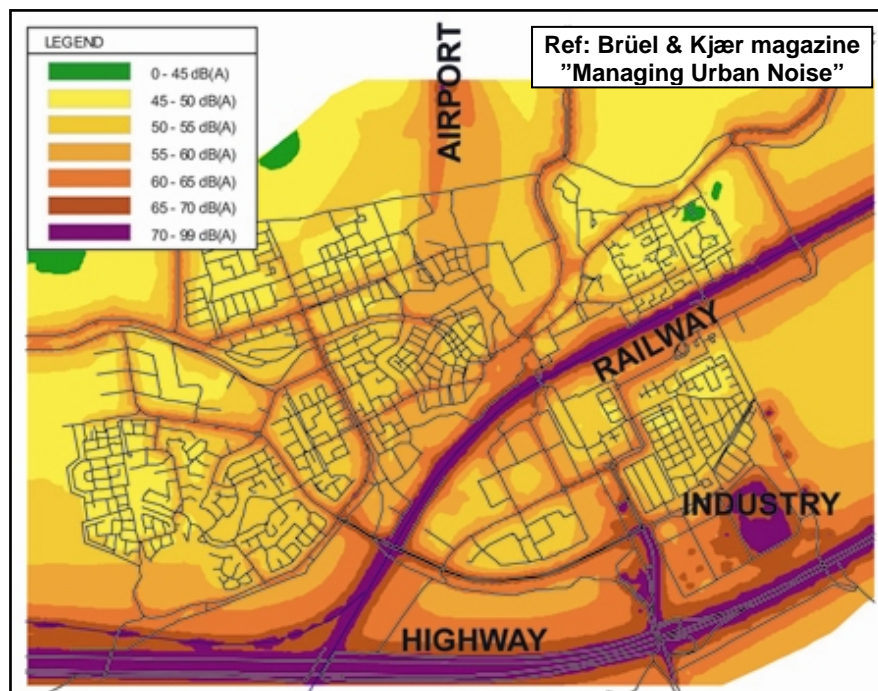 LEGEND
0 - 45 dB(A)
45 - 50 dB(A)
50 - 55 dB(A)
55 - 60 dB(A)
60 - 65 dB(A)
65 - 70 dB(A)
70 - 99 dB(A)
AIRPORT
Ref: Brüel & Kjær magazine
”Managing Urban Noise”
RAILWAY
INDUSTRY
HIGHWAY